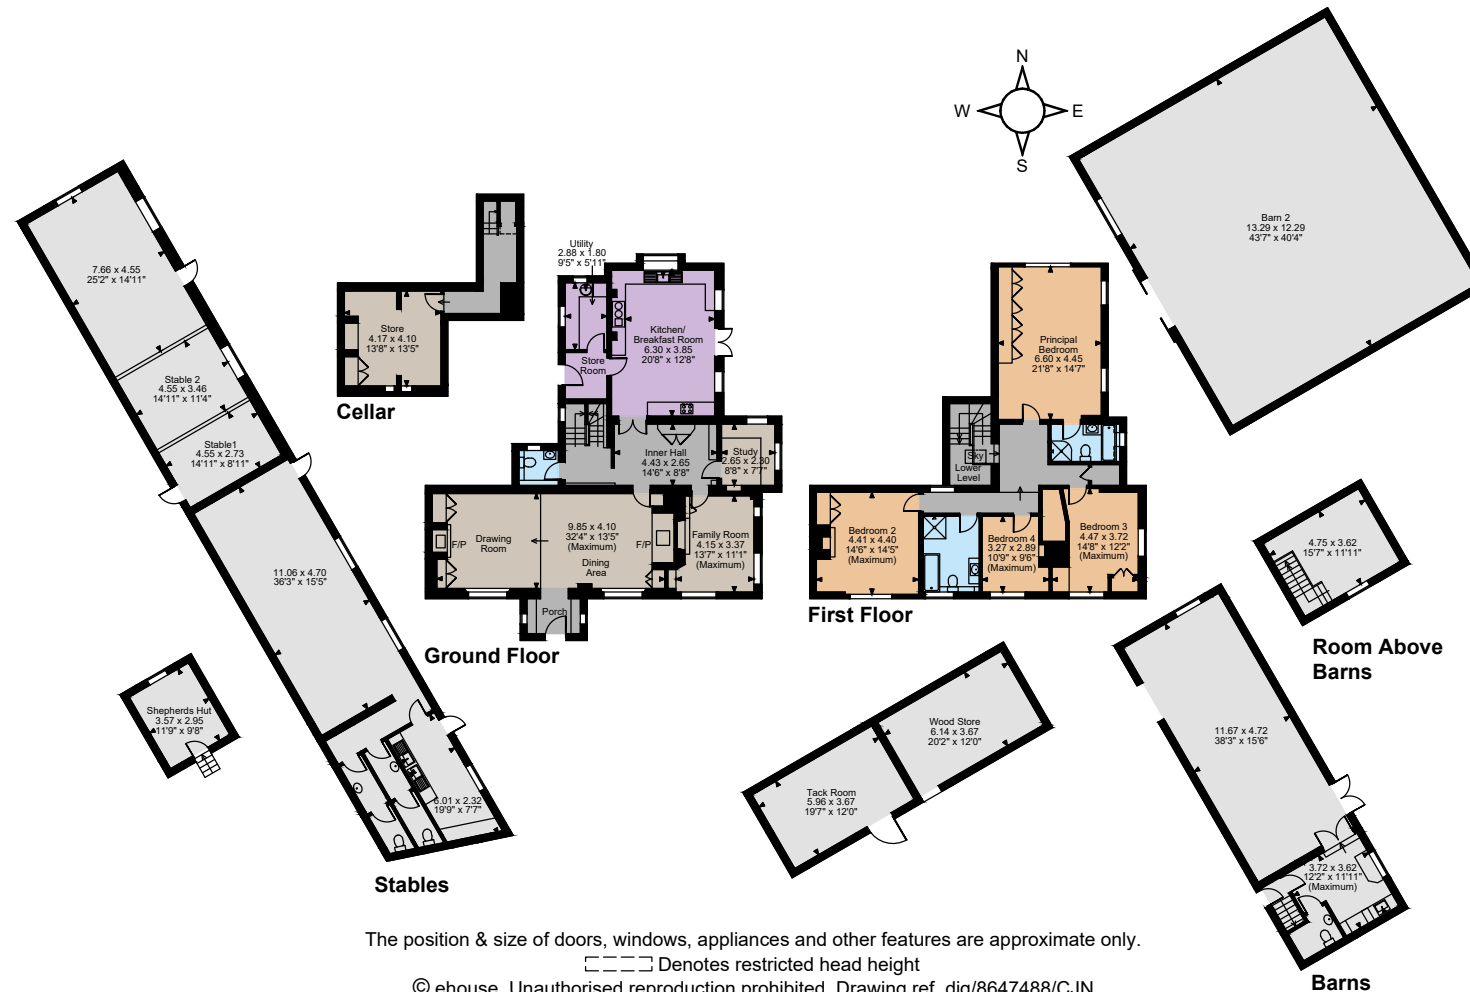 N
W
E
S
Barn 2
13.29 x 12.29
43'7" x 40'4"
7.66 x 4.55
25'2" x 14'11"
Stable 2
4.55 x 3.46
14'11" x 11'4"
Stable1
4.55 x 2.73
14'11" x 8'11"
11.06 x 4.70
36'3" x 15'5"
6.01 x 2.32
19'9" x 7'7"
Stables
Shepherds Hut
3.57 x 2.95
11'9" x 9'8"
Store
4.17 x 4.10
13'8" x 13'5"
Cellar
Utility
2.88 x 1.80
9'5" x 5'11"
Kitchen/
Breakfast Room
6.30 x 3.85
20'8" x 12'8"
Store
Room
Inner Hall
4.43 x 2.65
14'6" x 8'8"
Study
2.65 x 2.30
8'8" x 7'7"
Drawing
Room
F/P
9.85 x 4.10
32'4" x 13'5"
(Maximum)
Dining
Area
F/P
Family Room
4.15 x 3.37
13'7" x 11'1"
(Maximum)
Porch
Ground Floor
Principal
Bedroom
6.60 x 4.45
21'8" x 14'7"
Sky
Lower
Level
Bedroom 2
4.41 x 4.40
14'6" x 14'5"
(Maximum)
Bedroom 4
3.27 x 2.89
10'9" x 9'6"
(Maximum)
Bedroom 3
4.47 x 3.72
14'8" x 12'2"
(Maximum)
First Floor
4.75 x 3.62
15'7" x 11'11"
Room Above
Barns
Wood Store
6.14 x 3.67
20'2" x 12'0"
Tack Room
5.96 x 3.67
19'7" x 12'0"
11.67 x 4.72
38'3" x 15'6"
3.72 x 3.62
12'2" x 11'11"
(Maximum)
Barns
The position & size of doors, windows, appliances and other features are approximate only.
Denotes restricted head height
© ehouse. Unauthorised reproduction prohibited. Drawing ref. dig/8647488/CJN